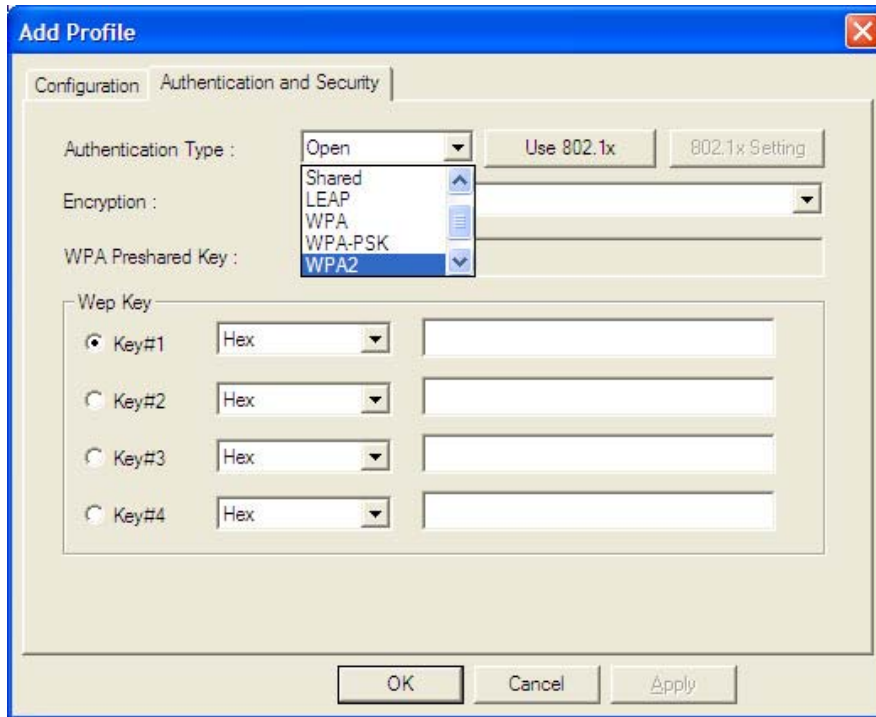 Add Profile
Configuration
Authentication and Security
Authentication Type :
Open
Use 802.1x
802.1x Setting
Shared
LEAP
WPA
WPA-PSK
WPA2
Encryption :
WPA Preshared Key :
Wep Key
Key#1
Hex
Key#2
Hex
Key#3
Hex
Key#4
Hex
OK
Cancel
Apply